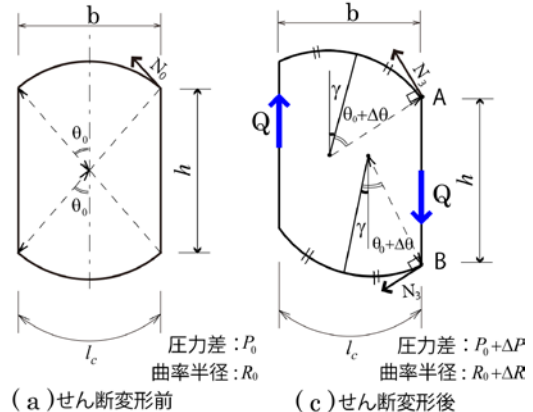 b
N₀
θ₀
θ₀
h
l_c
圧力差：P₀
曲率半径：R₀
(a) せん断変形前
b
N₃
A
γ
θ₀+Δθ
Q
h
Q
γ
θ₀+Δθ
B
N₃
l_c
圧力差：P₀+ΔP
曲率半径：R₀+ΔR
(c) せん断変形後